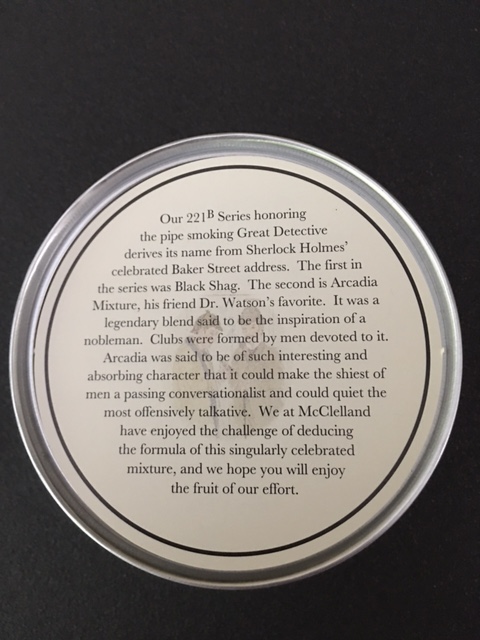 Our 221B Series honoring
the pipe smoking Great Detective
derives its name from Sherlock Holmes'
celebrated Baker Street address. The first in
the series was Black Shag. The second is Arcadia
Mixture, his friend Dr. Watson's favorite. It was a
legendary blend said to be the inspiration of a
nobleman. Clubs were formed by men devoted to it.
Arcadia was said to be of such interesting and
absorbing character that it could make the shiest of
men a passing conversationalist and could quiet the
most offensively talkative. We at McClelland
have enjoyed the challenge of deducing
the formula of this singularly celebrated
mixture, and we hope you will enjoy
the fruit of our effort.